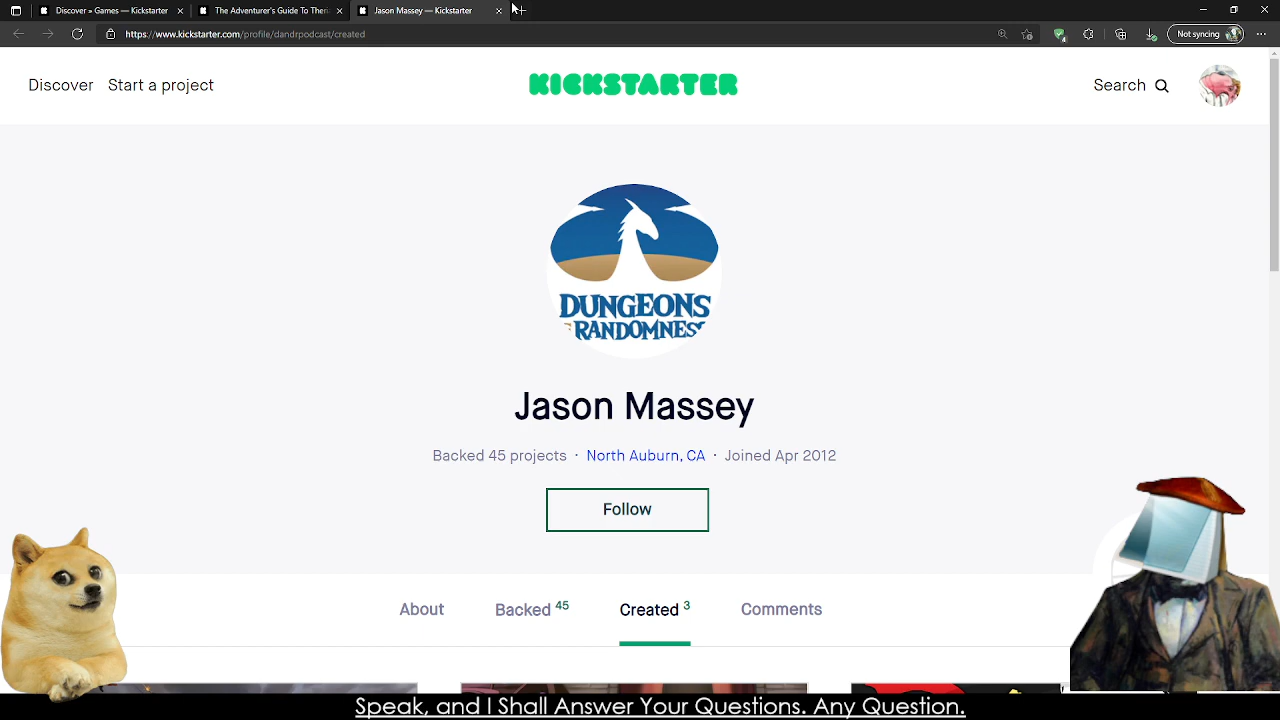 Discover » Games — Kickstarter
The Adventurer's Guide To Theri
Jason Massey — Kickstarter
https://www.kickstarter.com/profile/dandrpodcast/created
Not syncing
Discover
Start a project
KICKSTARTER
Search
DUNGEONS
RANDOMNESS
Jason Massey
Backed 45 projects · North Auburn, CA · Joined Apr 2012
Follow
About
Backed 45
Created 3
Comments
Speak, and I Shall Answer Your Questions. Any Question.